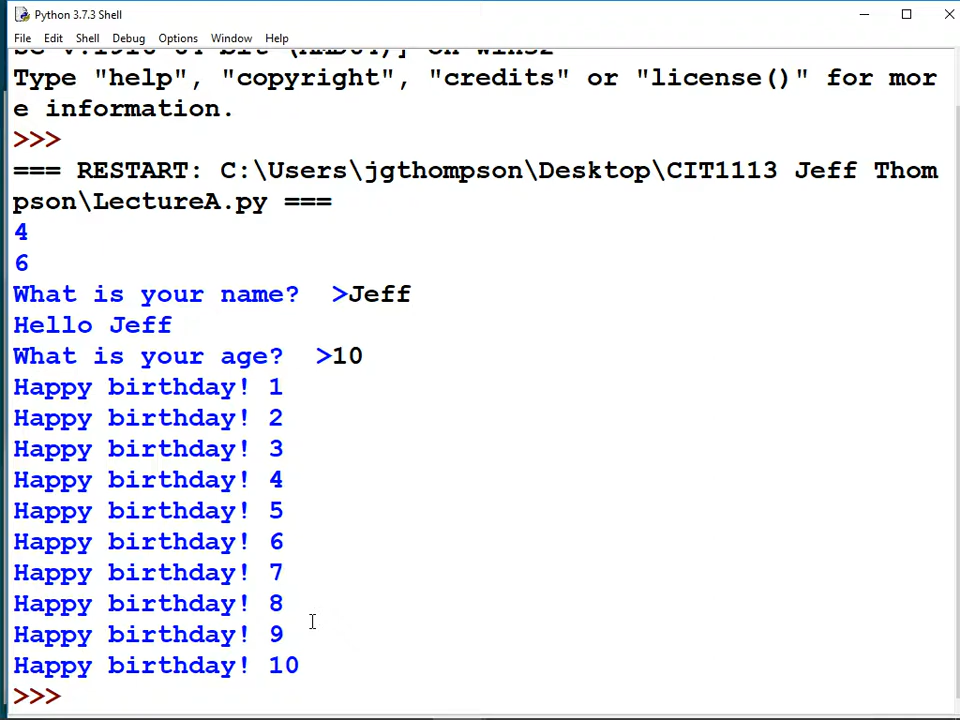 Python 3.7.3 Shell
File Edit Shell Debug Options Window Help
Type "help", "copyright", "credits" or "license()" for mor
e information.
>>>
=== RESTART: C:\Users\jgthompson\Desktop\CIT1113 Jeff Thom
pson\LectureA.py ===
4
6
What is your name?  >Jeff
Hello Jeff
What is your age?  >10
Happy birthday! 1
Happy birthday! 2
Happy birthday! 3
Happy birthday! 4
Happy birthday! 5
Happy birthday! 6
Happy birthday! 7
Happy birthday! 8
Happy birthday! 9
Happy birthday! 10
>>>